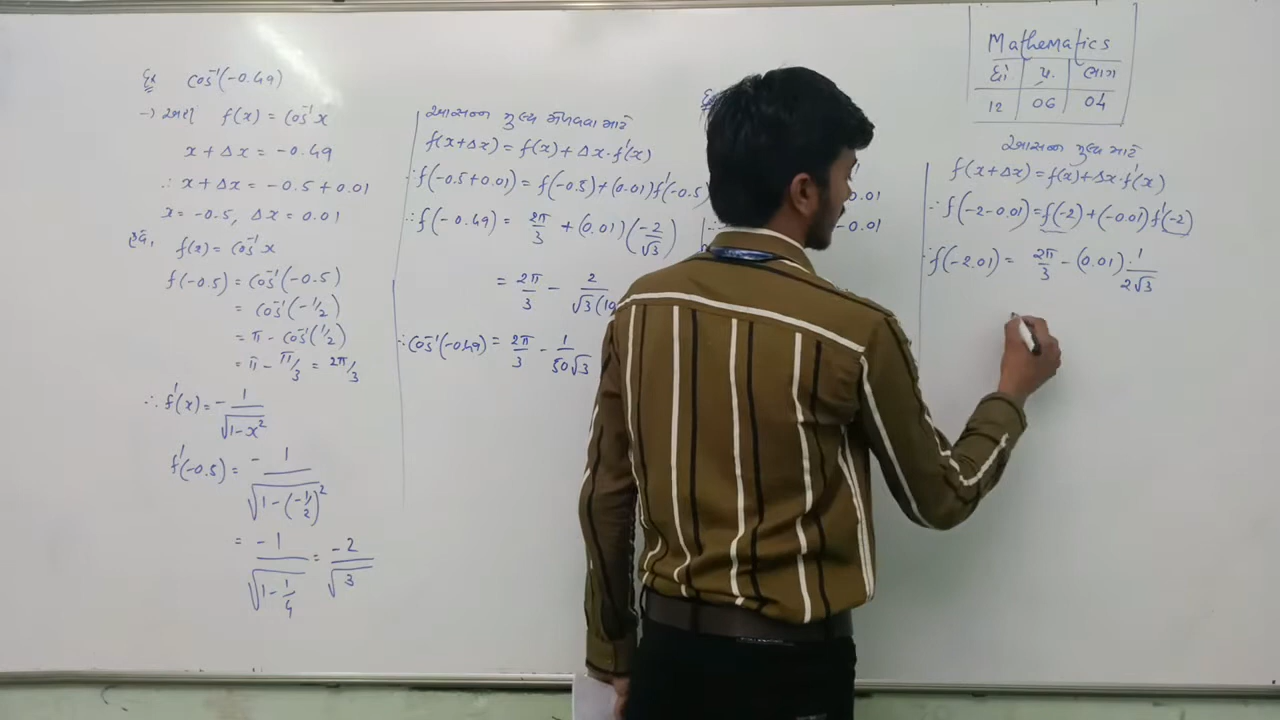 Mathematics
ધો. પ્ર. ભાગ
12 06 04
cos⁻¹(-0.49)
→ ધારો f(x) = cos⁻¹x
x + Δx = -0.49
∴ x + Δx = -0.5 + 0.01
x = -0.5, Δx = 0.01
હવે, f(x) = cos⁻¹x
f(-0.5) = cos⁻¹(-0.5)
= cos⁻¹(-1/2)
= π - cos⁻¹(1/2)
= π - π/3 = 2π/3
∴ f'(x) = - 1/√(1-x²)
f'(-0.5) = - 1/√(1-(-1/2)²)
= -1/√(1-1/4) = -2/√3
આસન્ન મુલ્ય મેળવવા માટે
f(x+Δx) = f(x) + Δx·f'(x)
∴ f(-0.5+0.01) = f(-0.5) + (0.01)f'(-0.5)
∴ f(-0.49) = 2π/3 + (0.01)(-2/√3)
= 2π/3 - 2/√3(10
∴ cos⁻¹(-0.49) = 2π/3 - 1/50√3
0.01
-0.01
આસન્ન મુલ્ય માટે
f(x+Δx) = f(x) + Δx·f'(x)
∴ f(-2-0.01) = f(-2) + (-0.01)f'(-2)
∴ f(-2.01) = 2π/3 - (0.01)·1/2√3